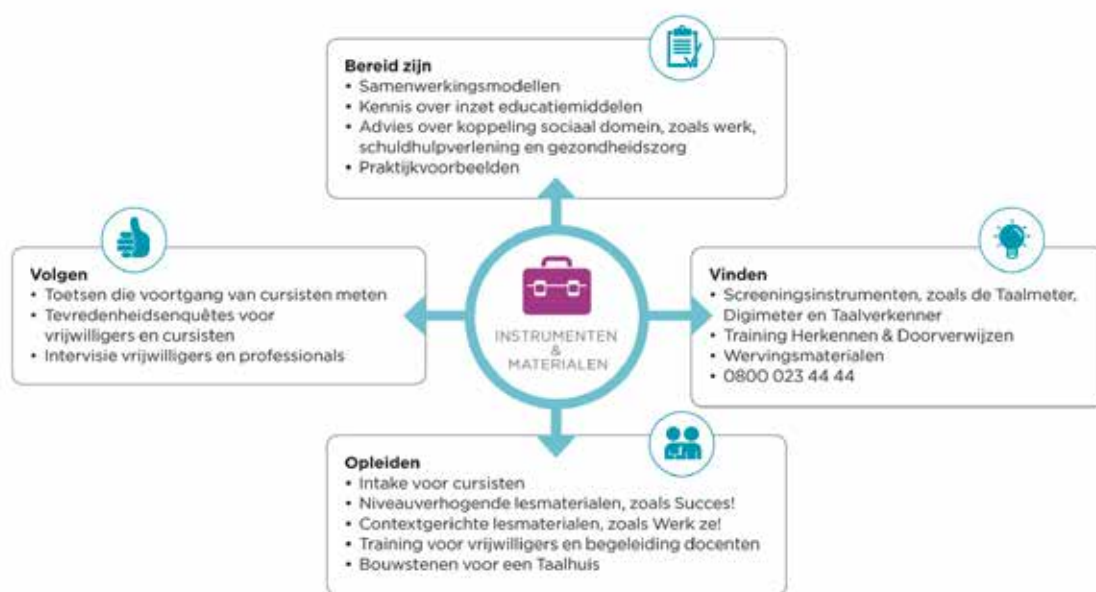 Bereid zijn
• Samenwerkingsmodellen
• Kennis over inzet educatiemiddelen
• Advies over koppeling sociaal domein, zoals werk,
schuldhulpverlening en gezondheidszorg
• Praktijkvoorbeelden
Volgen
• Toetsen die voortgang van cursisten meten
• Tevredenheidsenquêtes voor
vrijwilligers en cursisten
• Intervisie vrijwilligers en professionals
INSTRUMENTEN
&
MATERIALEN
Vinden
• Screeningsinstrumenten, zoals de Taalmeter,
Digimeter en Taalverkenner
• Training Herkennen & Doorverwijzen
• Wervingsmaterialen
• 0800 023 44 44
Opleiden
• Intake voor cursisten
• Niveauverhogende lesmaterialen, zoals Succes!
• Contextgerichte lesmaterialen, zoals Werk ze!
• Training voor vrijwilligers en begeleiding docenten
• Bouwstenen voor een Taalhuis